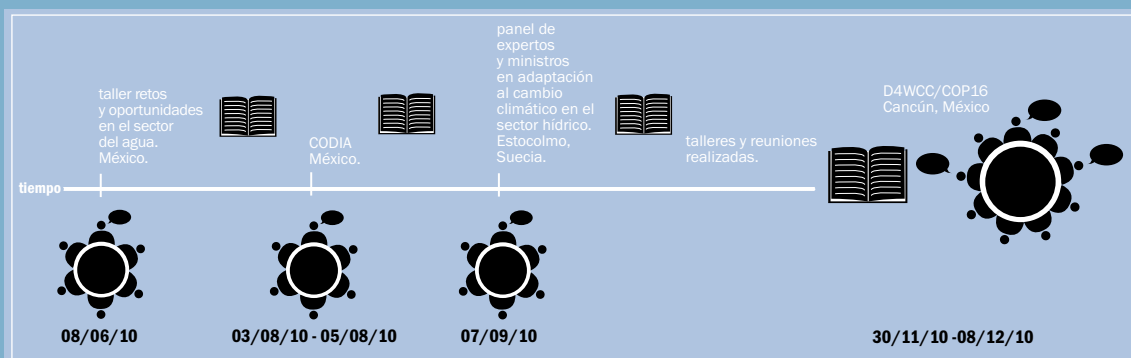 taller retos
y oportunidades
en el sector
del agua.
México.
CODIA
México.
panel de
expertos
y ministros
en adaptación
al cambio
climático en el
sector hídrico.
Estocolmo,
Suecia.
talleres y reuniones
realizadas.
D4WCC/COP16
Cancún, México
tiempo
08/06/10
03/08/10 - 05/08/10
07/09/10
30/11/10 -08/12/10